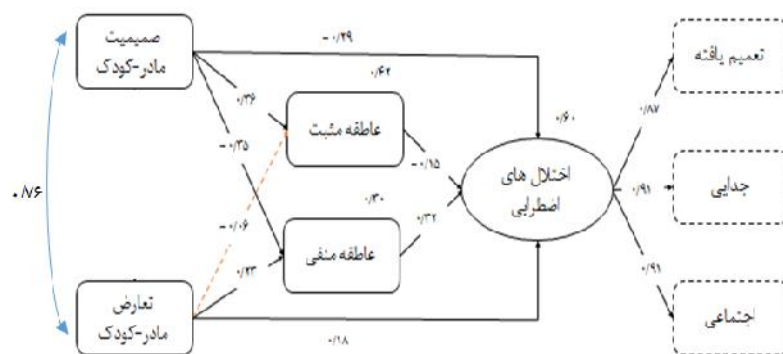 صمیمیت
مادر-کودک
- ۰/۲۹
تعمیم یافته
۰/۶۲
۰/۳۶
عاطفه مثبت
۰/۶۰
۰/۸۷
- ۰/۳۵
- ۰/۱۵
اختلال های
اضطرابی
جدایی
۰/۷۶
۰/۳۰
۰/۹۱
- ۰/۰۶
عاطفه منفی
۰/۳۲
۰/۲۳
۰/۹۱
تعارض
مادر-کودک
اجتماعی
۰/۱۸